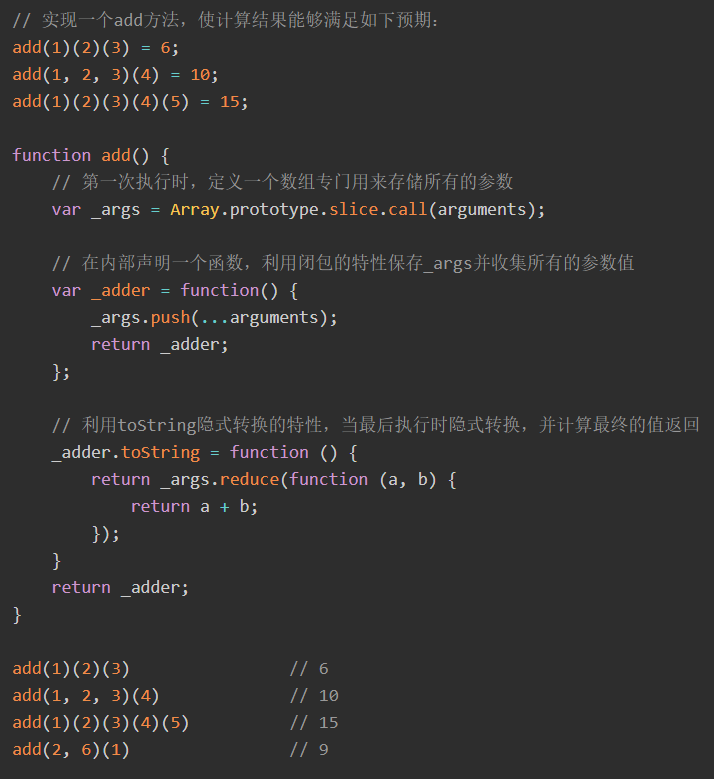 // 实现一个add方法，使计算结果能够满足如下预期：
add(1)(2)(3) = 6;
add(1, 2, 3)(4) = 10;
add(1)(2)(3)(4)(5) = 15;

function add() {
    // 第一次执行时，定义一个数组专门用来存储所有的参数
    var _args = Array.prototype.slice.call(arguments);

    // 在内部声明一个函数，利用闭包的特性保存_args并收集所有的参数值
    var _adder = function() {
        _args.push(...arguments);
        return _adder;
    };

    // 利用toString隐式转换的特性，当最后执行时隐式转换，并计算最终的值返回
    _adder.toString = function () {
        return _args.reduce(function (a, b) {
            return a + b;
        });
    }
    return _adder;
}

add(1)(2)(3)                // 6
add(1, 2, 3)(4)             // 10
add(1)(2)(3)(4)(5)          // 15
add(2, 6)(1)                // 9